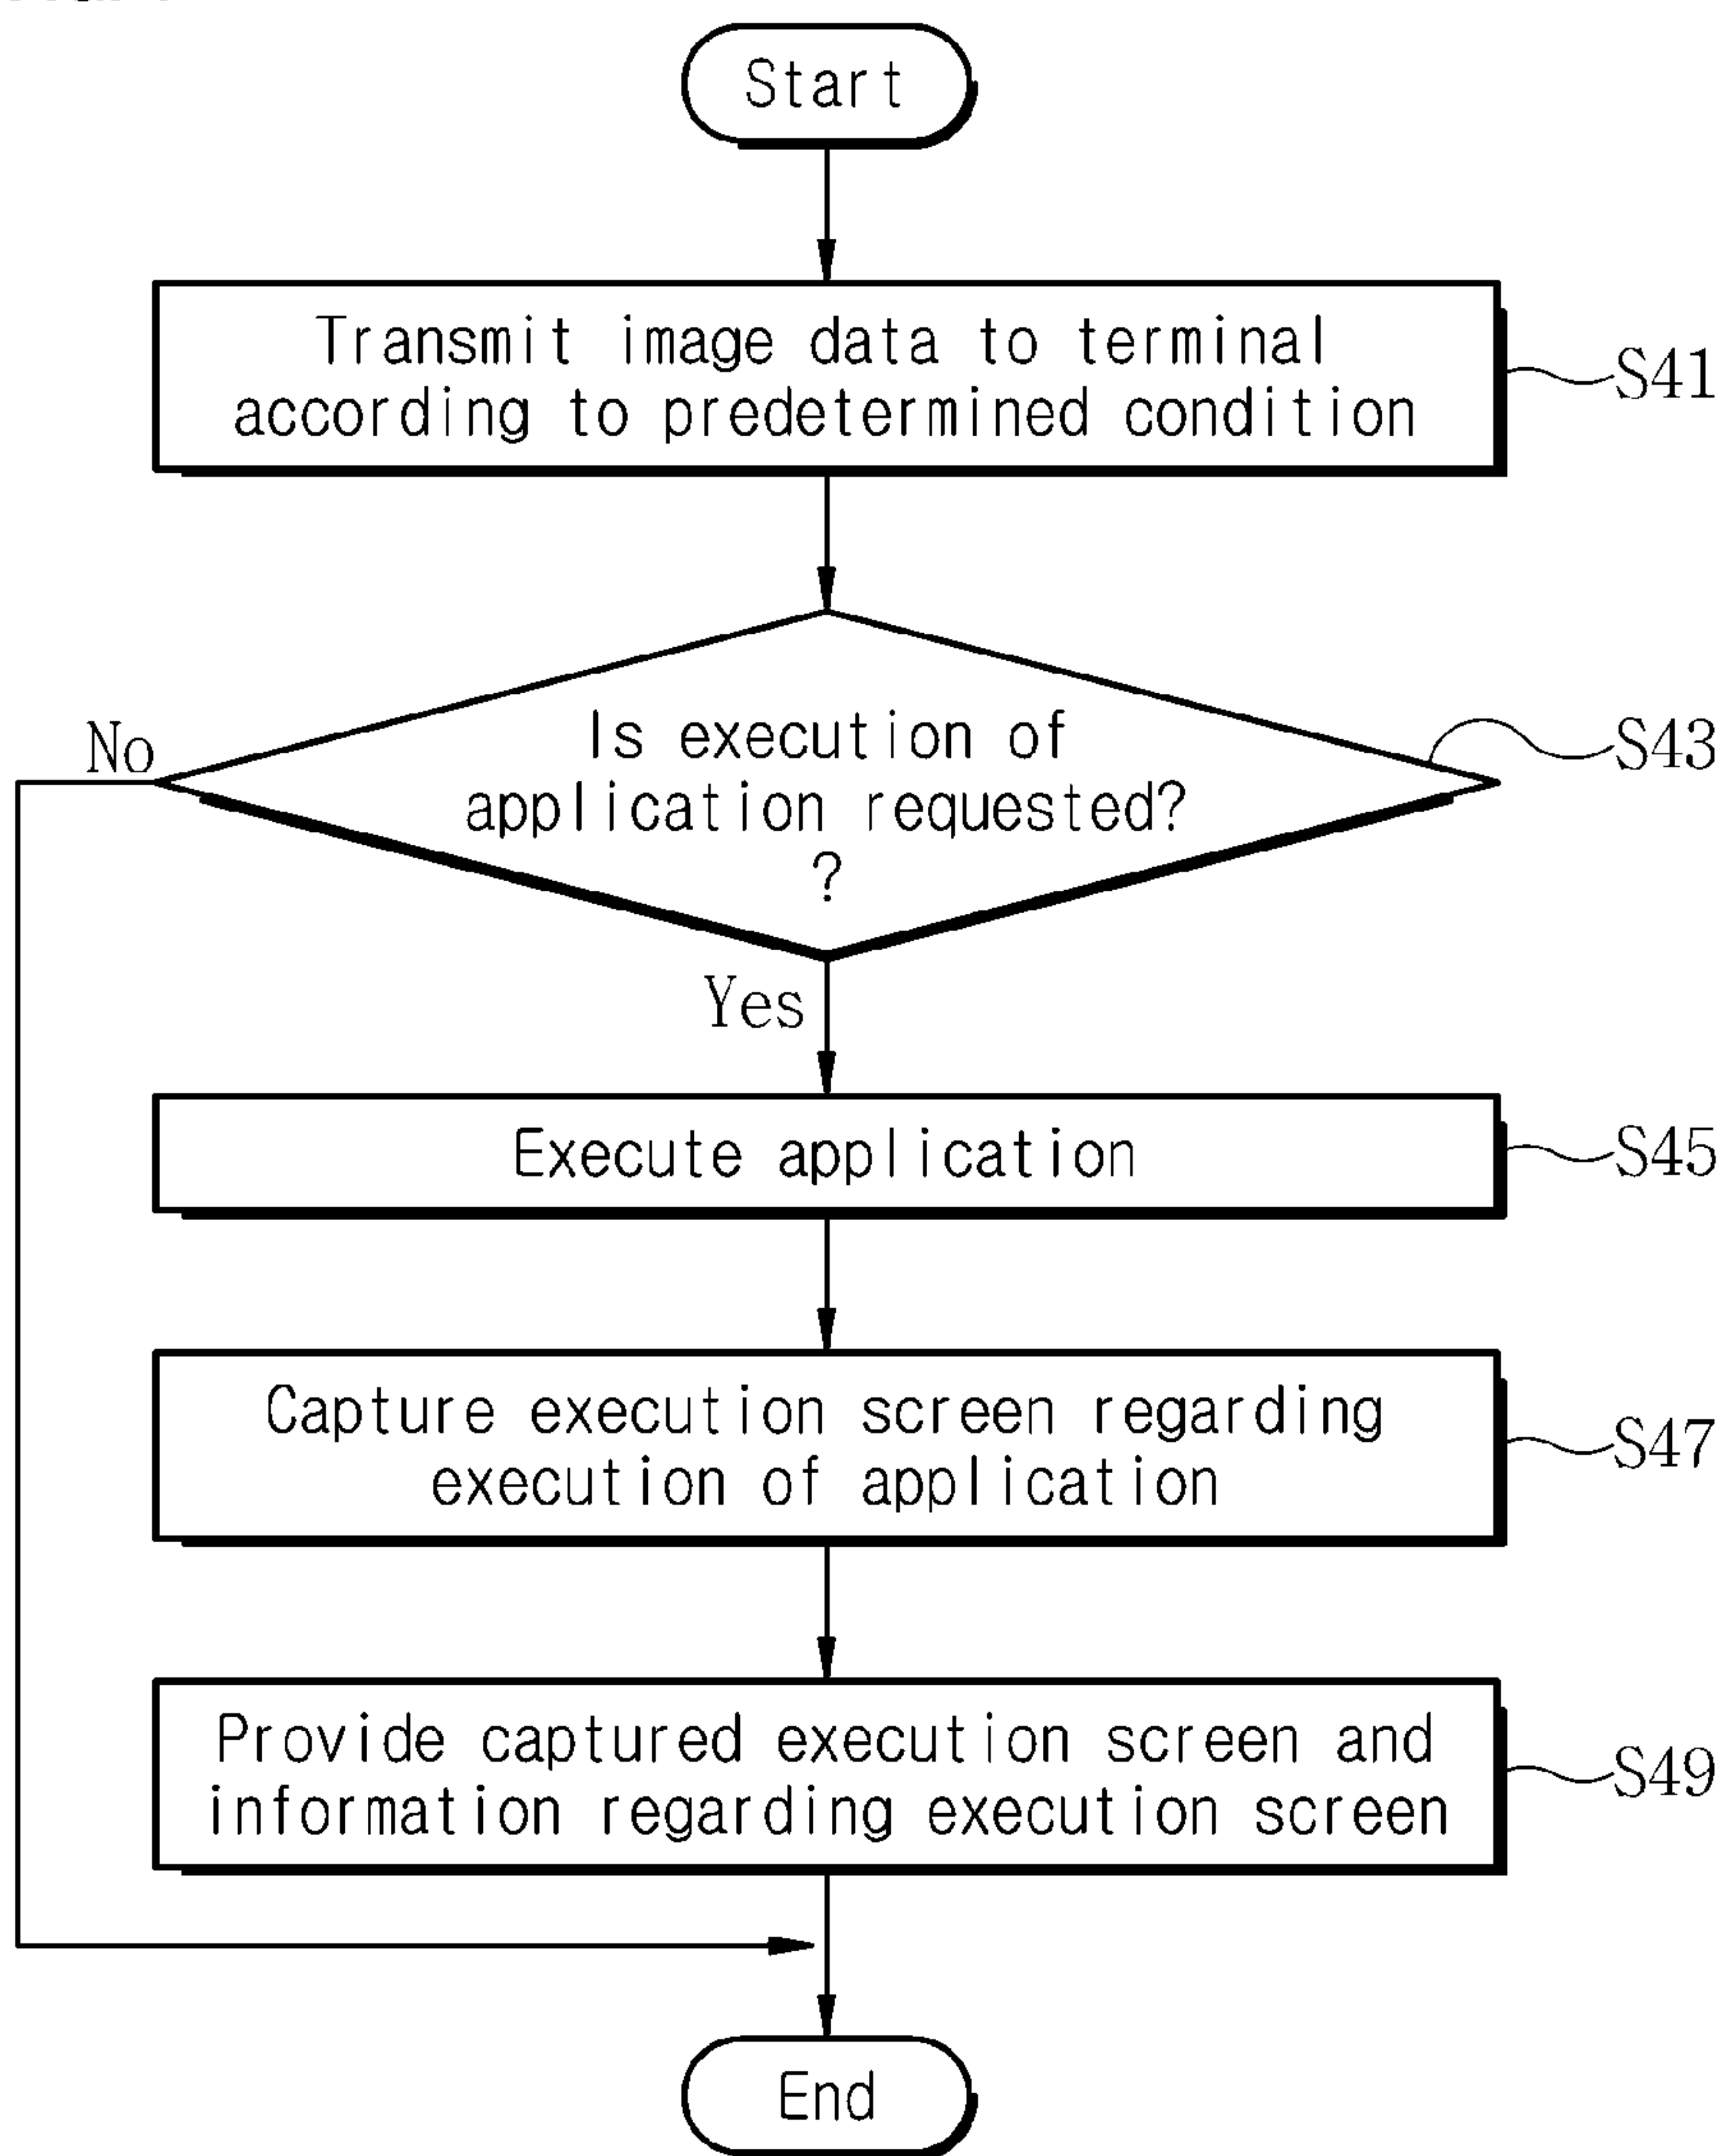 Start
Transmit image data to terminal
according to predetermined condition
S41
Is execution of
application requested?
?
S43
No
Yes
Execute application
S45
Capture execution screen regarding
execution of application
S47
Provide captured execution screen and
information regarding execution screen
S49
End